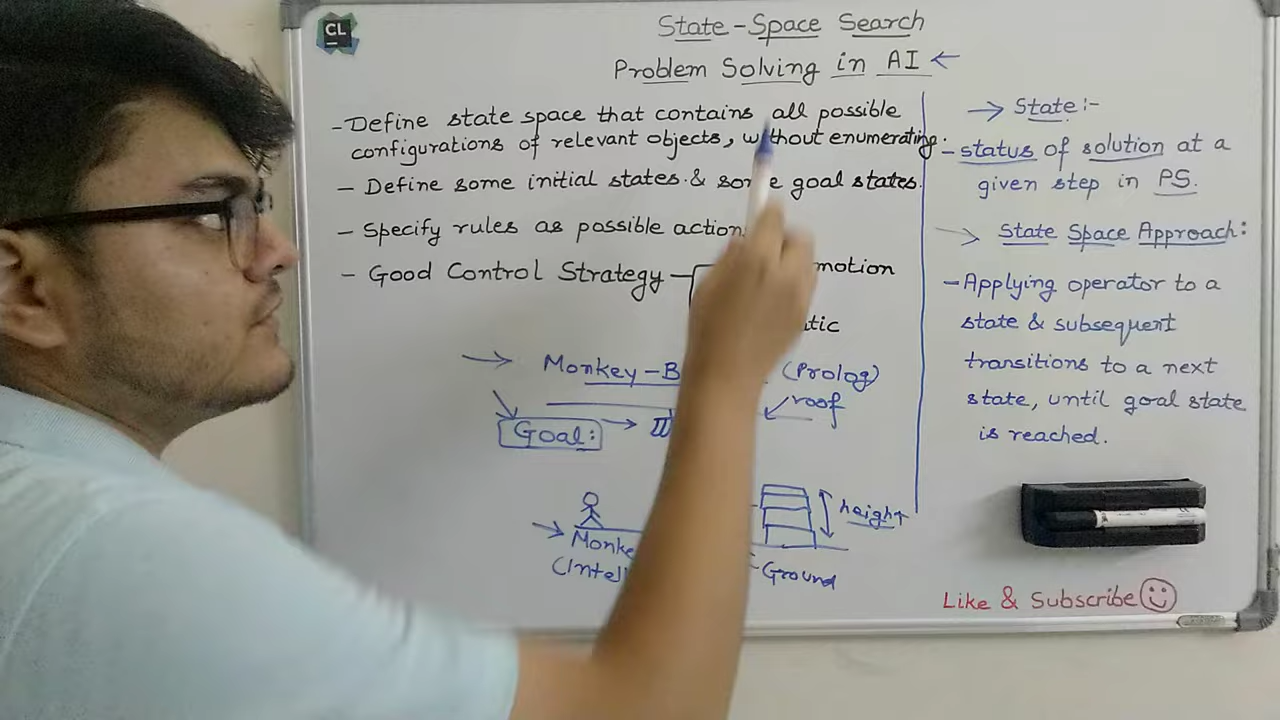 CL
State-Space Search
Problem Solving in AI ←
- Define state space that contains all possible
configurations of relevant objects, without enumerating.
- Define some initial states & some goal states.
- Specify rules as possible action
- Good Control Strategy - motion
Monkey-B (Prolog)
roof
Goal:
height
Monke
Ground
→ State:-
- status of solution at a
given step in PS.
→ State Space Approach:
- Applying operator to a
state & subsequent
transitions to a next
state, until goal state
is reached.
Like & Subscribe